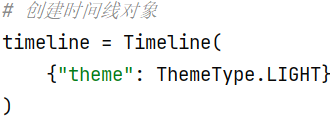 # 创建时间线对象
timeline = Timeline(
    {"theme": ThemeType.LIGHT}
)